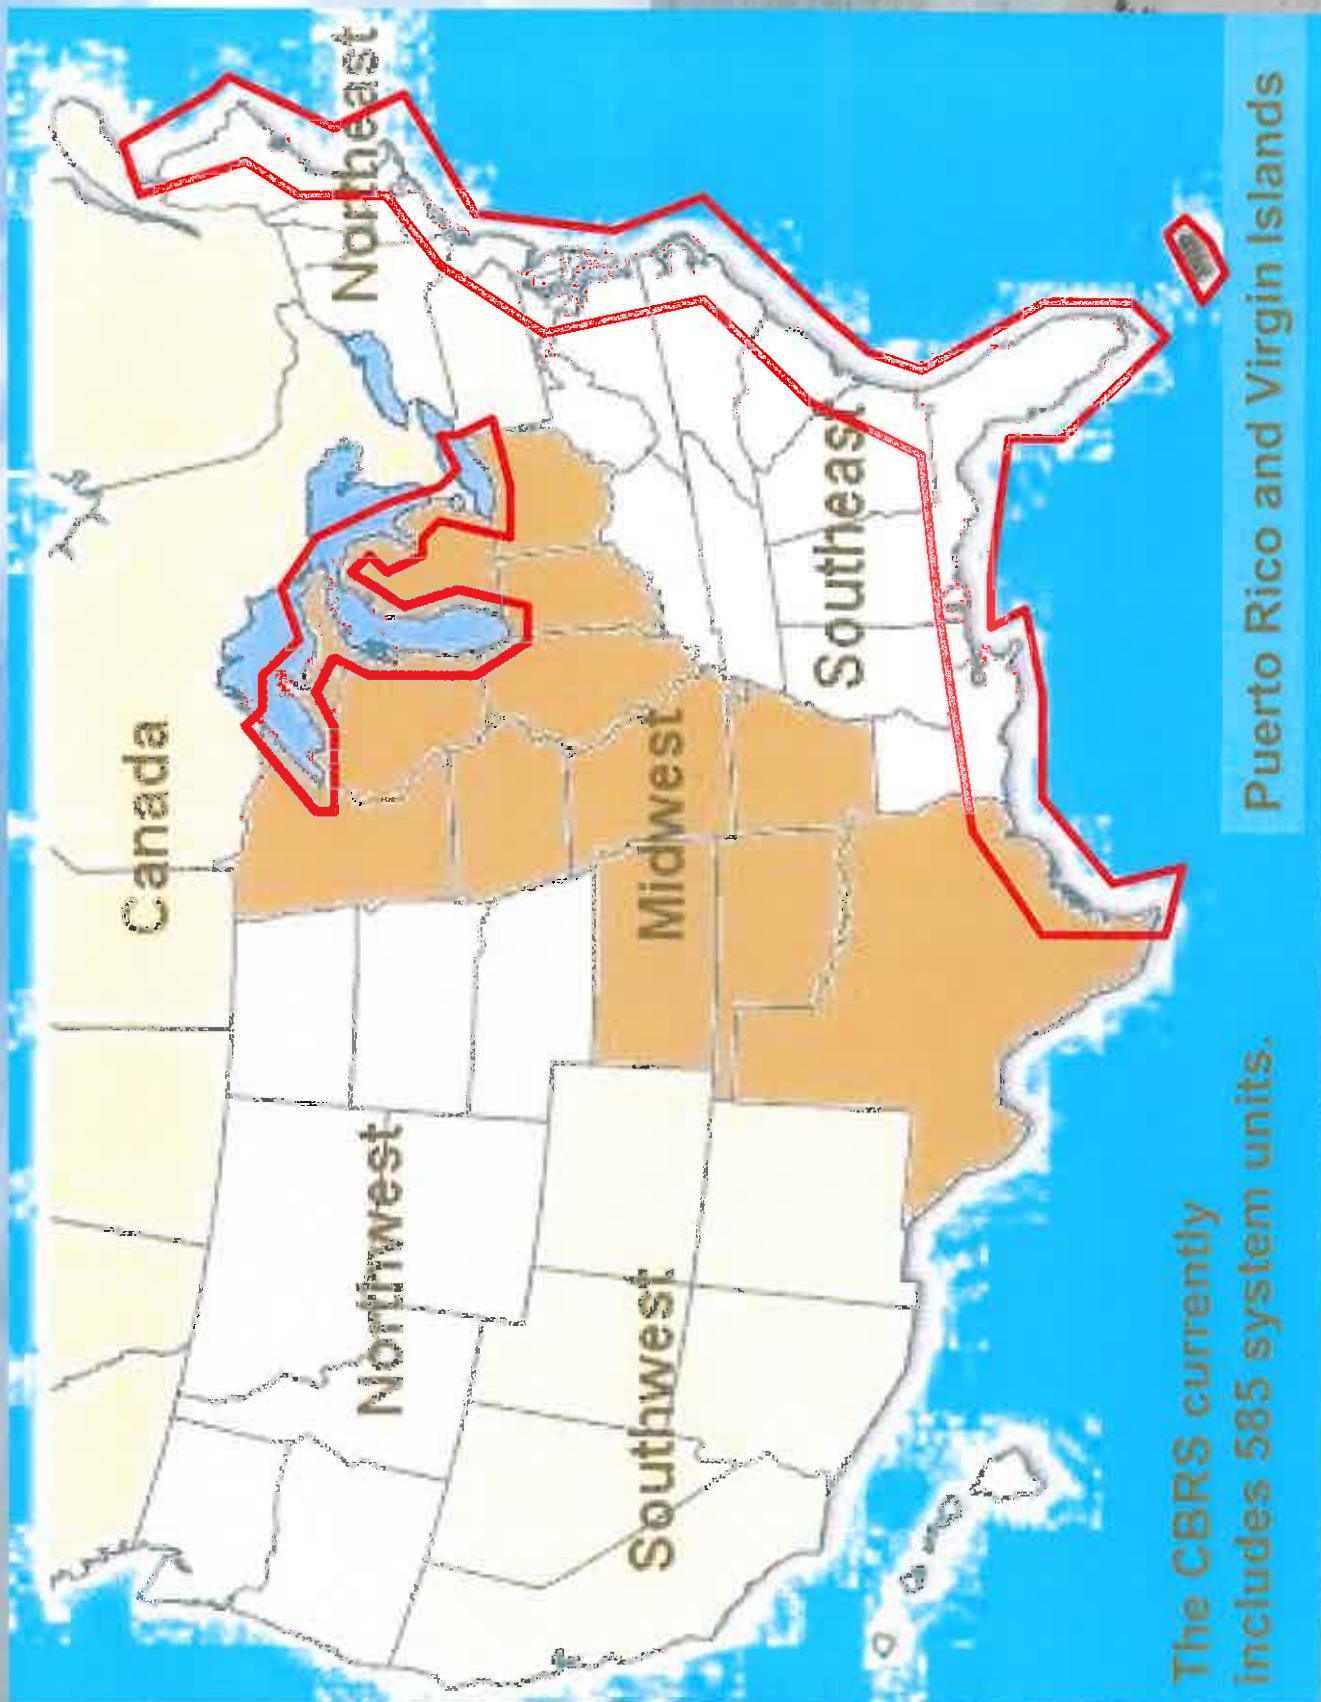 Canada
Northwest
Northeast
Midwest
Southwest
Southeast
Puerto Rico and Virgin Islands
The CBRS currently
includes 585 system units.